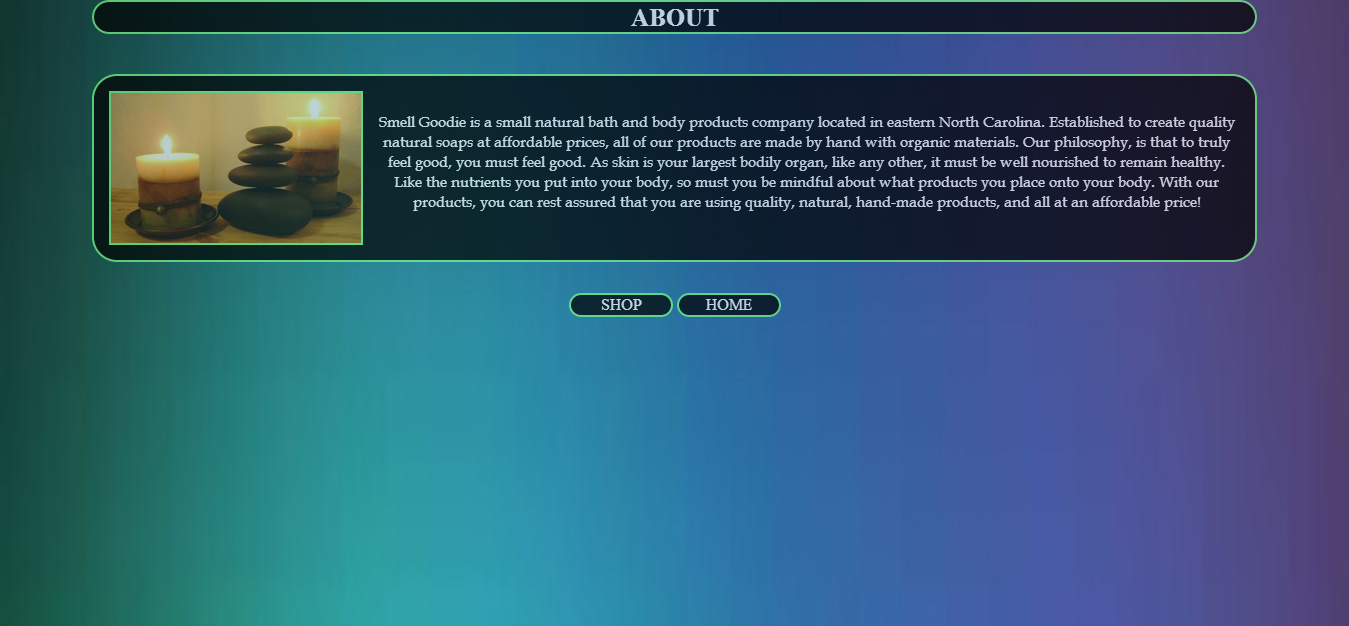 ABOUT
Smell Goodie is a small natural bath and body products company located in eastern North Carolina. Established to create quality
natural soaps at affordable prices, all of our products are made by hand with organic materials. Our philosophy, is that to truly
feel good, you must feel good. As skin is your largest bodily organ, like any other, it must be well nourished to remain healthy.
Like the nutrients you put into your body, so must you be mindful about what products you place onto your body. With our
products, you can rest assured that you are using quality, natural, hand-made products, and all at an affordable price!
SHOP
HOME